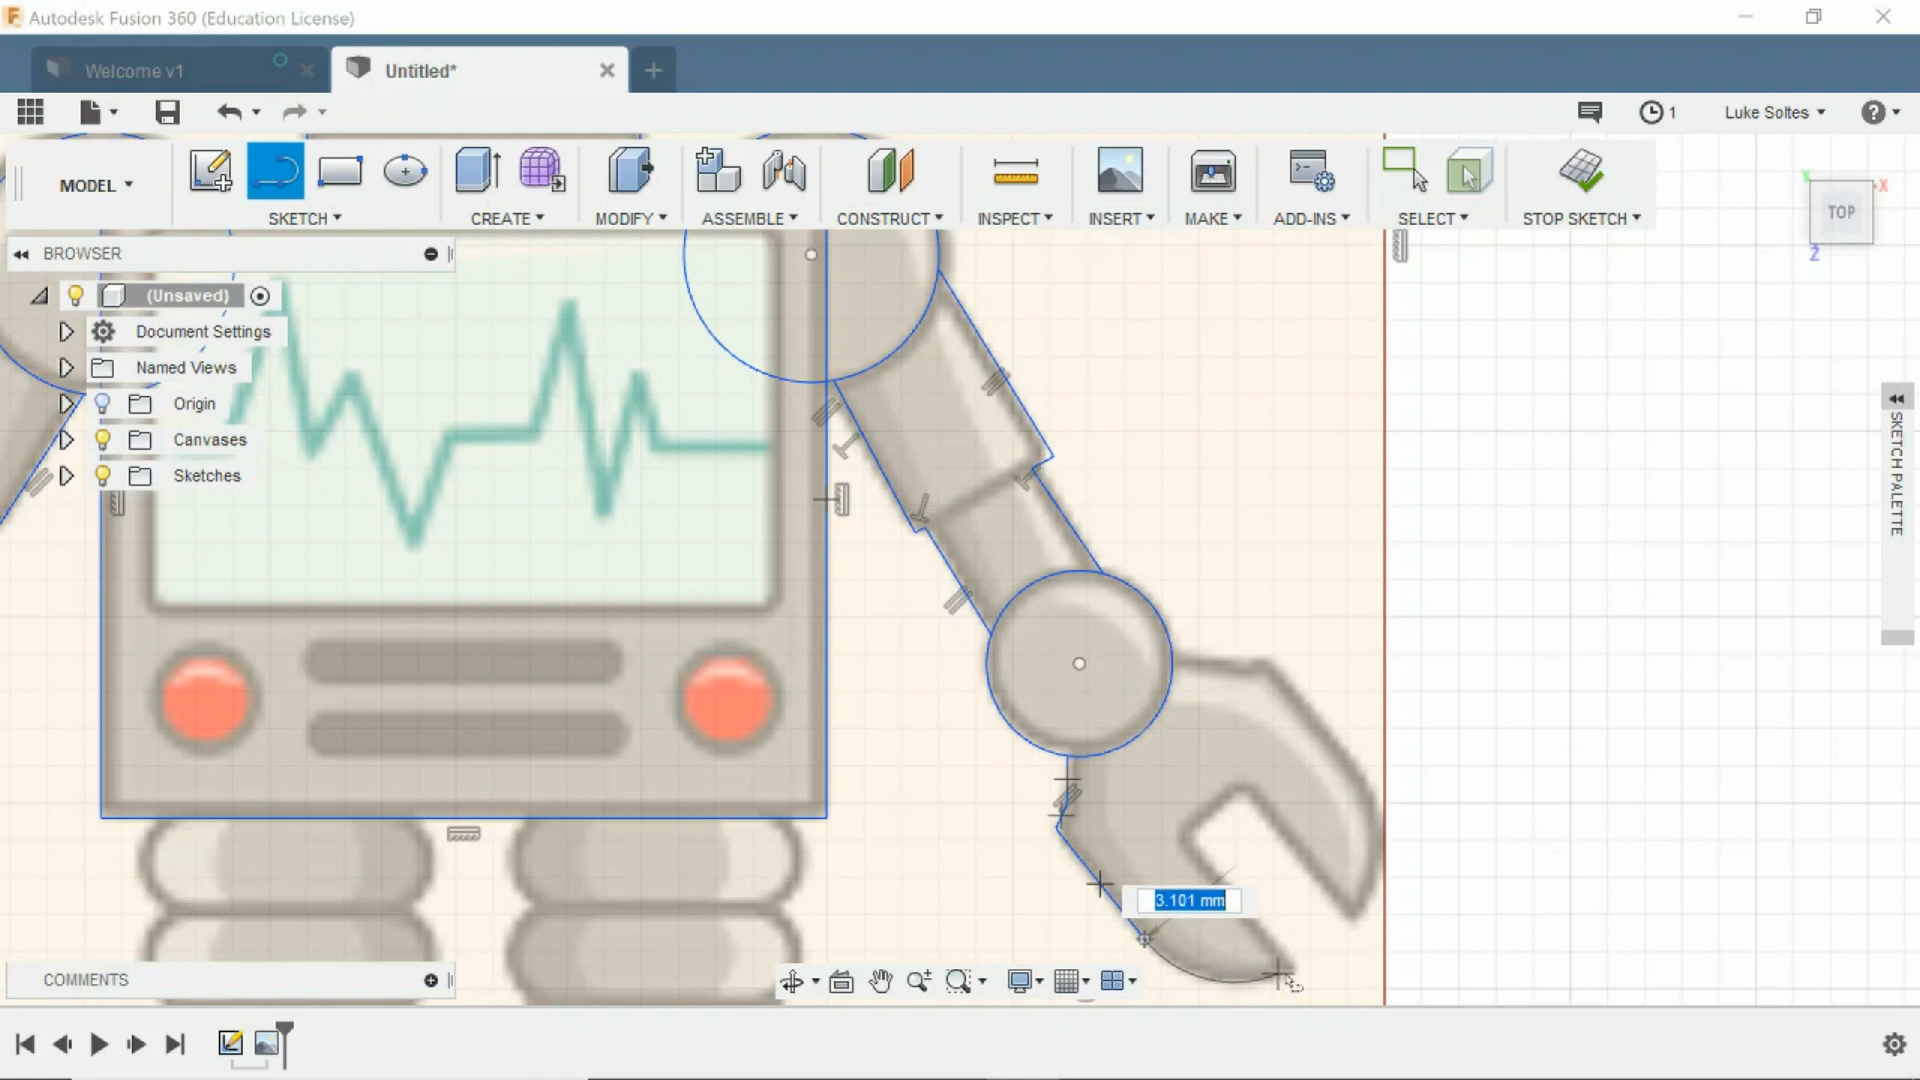 Autodesk Fusion 360 (Education License)
Welcome v1
Untitled*
1
Luke Soltes
MODEL
SKETCH
CREATE
MODIFY
ASSEMBLE
CONSTRUCT
INSPECT
INSERT
MAKE
ADD-INS
SELECT
STOP SKETCH
Y
X
TOP
Z
BROWSER
(Unsaved)
Document Settings
Named Views
Origin
Canvases
Sketches
SKETCH PALETTE
3.101 mm
COMMENTS